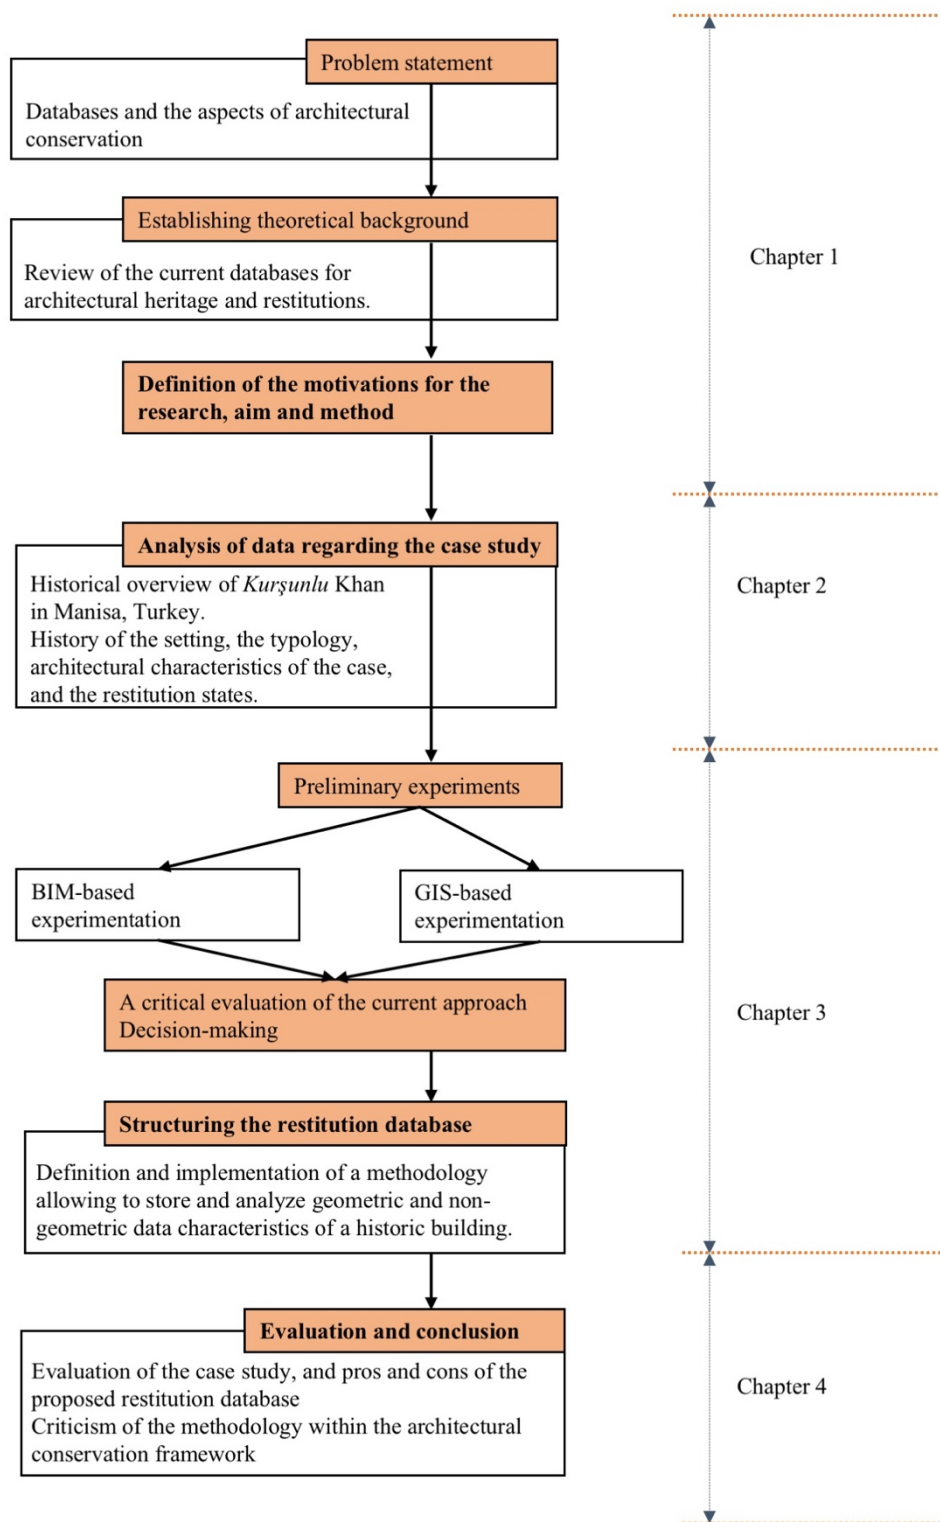 Problem statement
Databases and the aspects of architectural
conservation
Establishing theoretical background
Review of the current databases for
architectural heritage and restitutions.
Chapter 1
Definition of the motivations for the
research, aim and method
Analysis of data regarding the case study
Historical overview of Kurşunlu Khan
in Manisa, Turkey.
History of the setting, the typology,
architectural characteristics of the case,
and the restitution states.
Chapter 2
Preliminary experiments
BIM-based
experimentation
GIS-based
experimentation
A critical evaluation of the current approach
Decision-making
Chapter 3
Structuring the restitution database
Definition and implementation of a methodology
allowing to store and analyze geometric and non-
geometric data characteristics of a historic building.
Evaluation and conclusion
Evaluation of the case study, and pros and cons of the
proposed restitution database
Criticism of the methodology within the architectural
conservation framework
Chapter 4